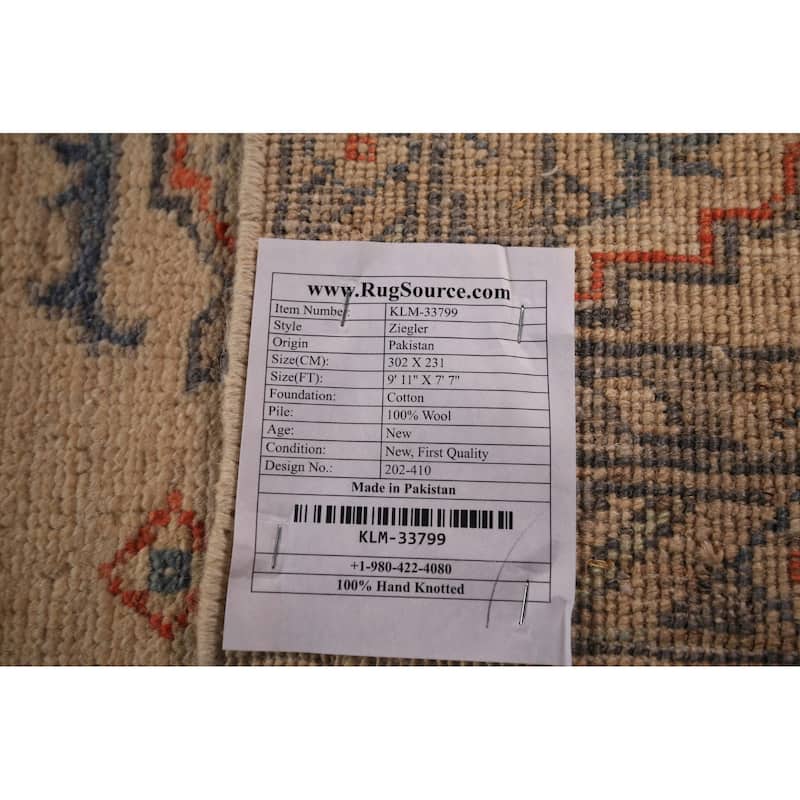 www.RugSource.com
Item Number: KLM-33799
Style Ziegler
Origin Pakistan
Size(CM): 302 X 231
Size(FT): 9' 11" X 7' 7"
Foundation: Cotton
Pile: 100% Wool
Age: New
Condition: New, First Quality
Design No.: 202-410
Made in Pakistan
KLM-33799
+1-980-422-4080
100% Hand Knotted